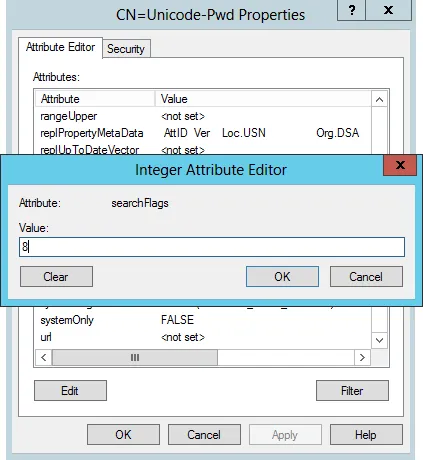 CN=Unicode-Pwd Properties
?
x
Attribute Editor Security
Attributes:
Attribute Value
rangeUpper <not set>
replPropertyMetaData AttID Ver Loc.USN Org.DSA
replUpToDateVector <not set>
Integer Attribute Editor
x
Attribute: searchFlags
Value:
8
Clear OK Cancel
systemOnly FALSE
url <not set>
Edit Filter
OK Cancel Apply Help